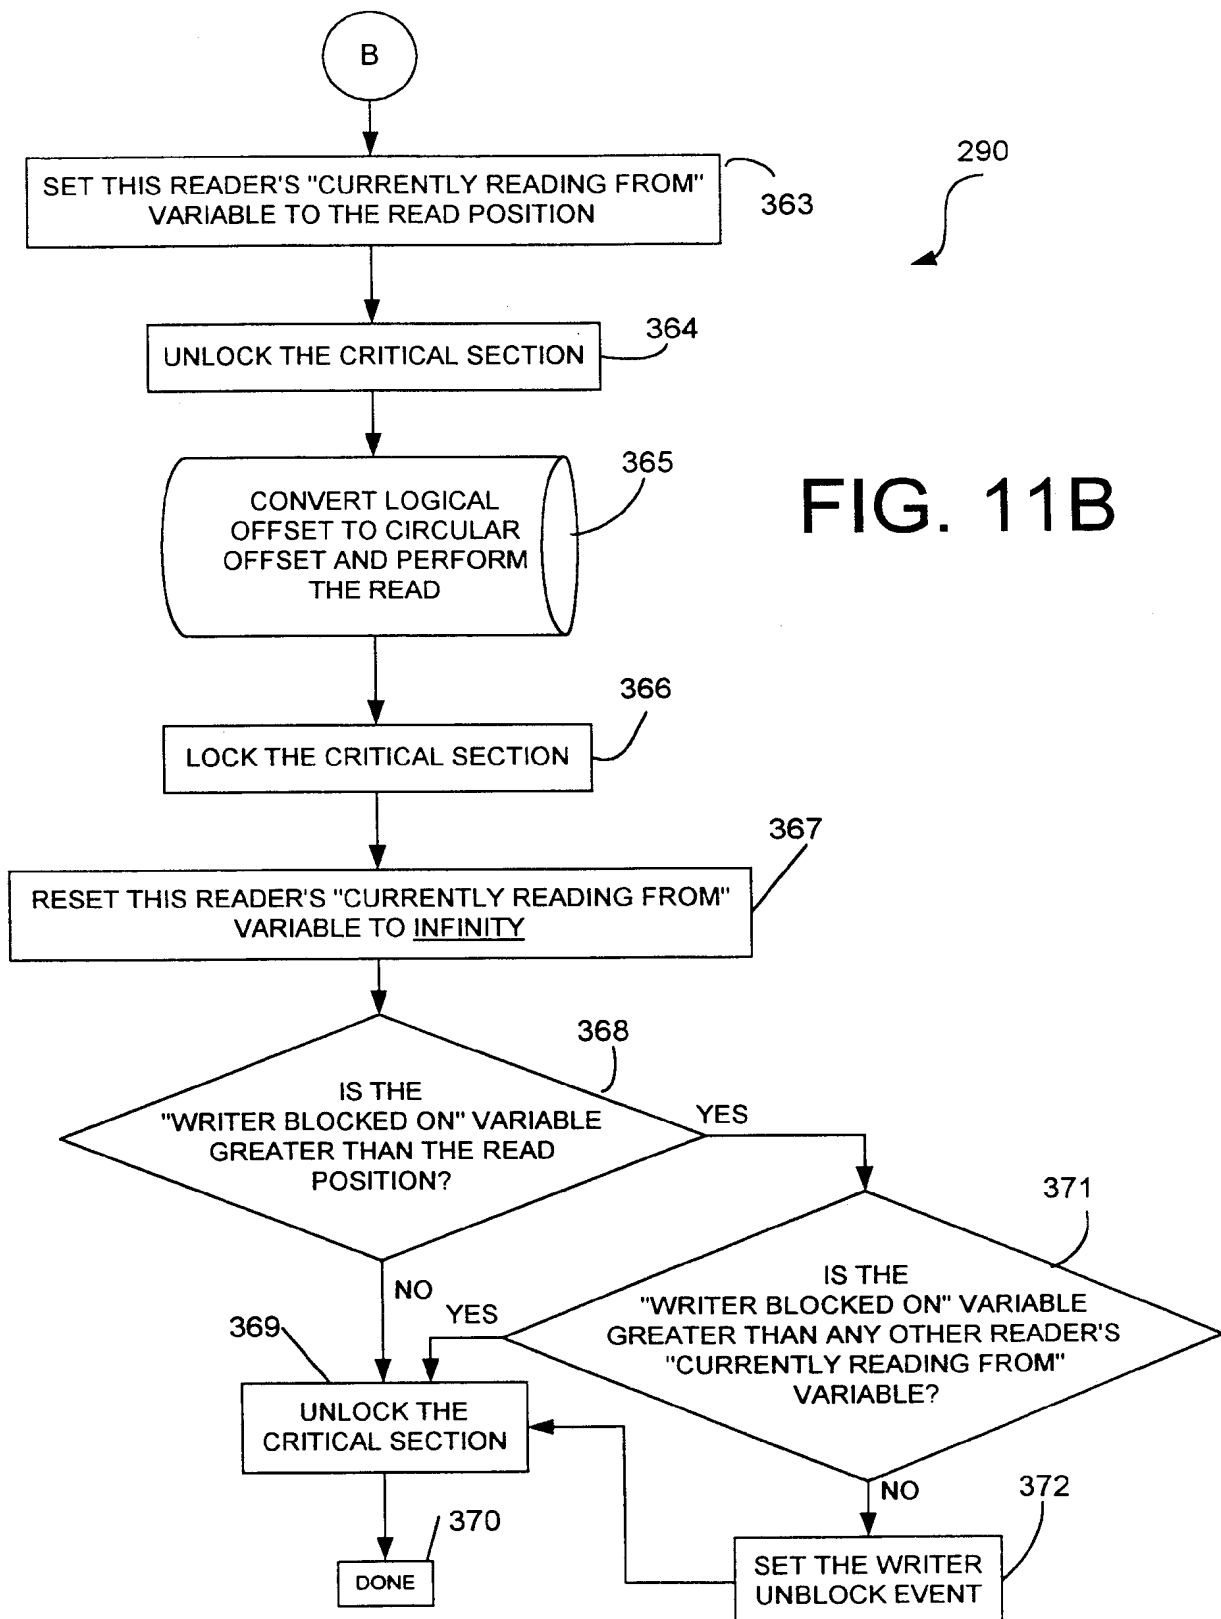 B
290
SET THIS READER'S "CURRENTLY READING FROM"
VARIABLE TO THE READ POSITION
363
364
UNLOCK THE CRITICAL SECTION
365
CONVERT LOGICAL
OFFSET TO CIRCULAR
OFFSET AND PERFORM
THE READ
FIG. 11B
366
LOCK THE CRITICAL SECTION
367
RESET THIS READER'S "CURRENTLY READING FROM"
VARIABLE TO INFINITY
368
IS THE
"WRITER BLOCKED ON" VARIABLE
GREATER THAN THE READ
POSITION?
YES
NO
371
IS THE
"WRITER BLOCKED ON" VARIABLE
GREATER THAN ANY OTHER READER'S
"CURRENTLY READING FROM"
VARIABLE?
YES
NO
369
UNLOCK THE
CRITICAL SECTION
372
SET THE WRITER
UNBLOCK EVENT
370
DONE